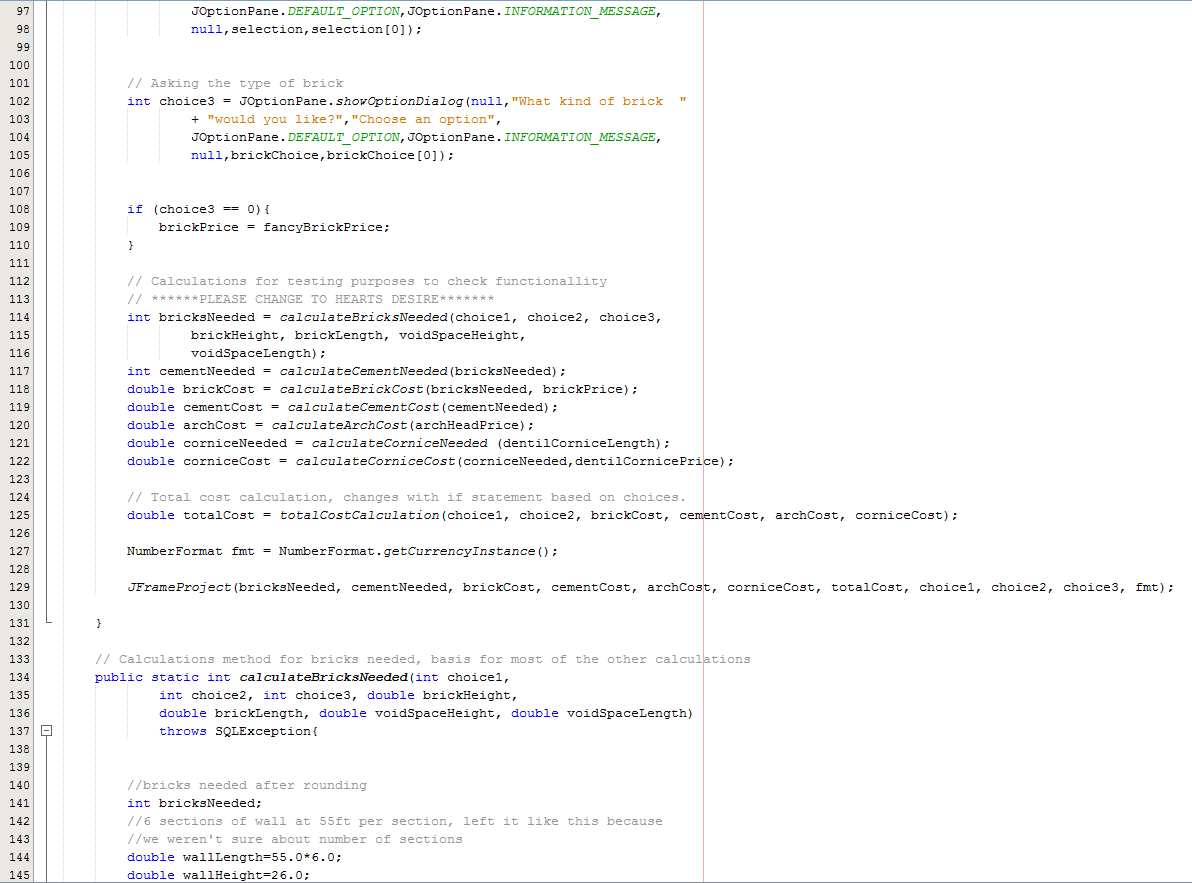 97 JOptionPane.DEFAULT_OPTION,JOptionPane.INFORMATION_MESSAGE,
98 null,selection,selection[0]);
99
100
101 // Asking the type of brick
102 int choice3 = JOptionPane.showOptionDialog(null,"What kind of brick  "
103 + "would you like?","Choose an option",
104 JOptionPane.DEFAULT_OPTION,JOptionPane.INFORMATION_MESSAGE,
105 null,brickChoice,brickChoice[0]);
106
107
108 if (choice3 == 0){
109 brickPrice = fancyBrickPrice;
110 }
111
112 // Calculations for testing purposes to check functionallity
113 // ******PLEASE CHANGE TO HEARTS DESIRE*******
114 int bricksNeeded = calculateBricksNeeded(choice1, choice2, choice3,
115 brickHeight, brickLength, voidSpaceHeight,
116 voidSpaceLength);
117 int cementNeeded = calculateCementNeeded(bricksNeeded);
118 double brickCost = calculateBrickCost(bricksNeeded, brickPrice);
119 double cementCost = calculateCementCost(cementNeeded);
120 double archCost = calculateArchCost(archHeadPrice);
121 double corniceNeeded = calculateCorniceNeeded (dentilCorniceLength);
122 double corniceCost = calculateCorniceCost(corniceNeeded,dentilCornicePrice);
123
124 // Total cost calculation, changes with if statement based on choices.
125 double totalCost = totalCostCalculation(choice1, choice2, brickCost, cementCost, archCost, corniceCost);
126
127 NumberFormat fmt = NumberFormat.getCurrencyInstance();
128
129 JFrameProject(bricksNeeded, cementNeeded, brickCost, cementCost, archCost, corniceCost, totalCost, choice1, choice2, choice3, fmt);
130
131 }
132
133 // Calculations method for bricks needed, basis for most of the other calculations
134 public static int calculateBricksNeeded(int choice1,
135 int choice2, int choice3, double brickHeight,
136 double brickLength, double voidSpaceHeight, double voidSpaceLength)
137 throws SQLException{
138
139
140 //bricks needed after rounding
141 int bricksNeeded;
142 //6 sections of wall at 55ft per section, left it like this because
143 //we weren't sure about number of sections
144 double wallLength=55.0*6.0;
145 double wallHeight=26.0;